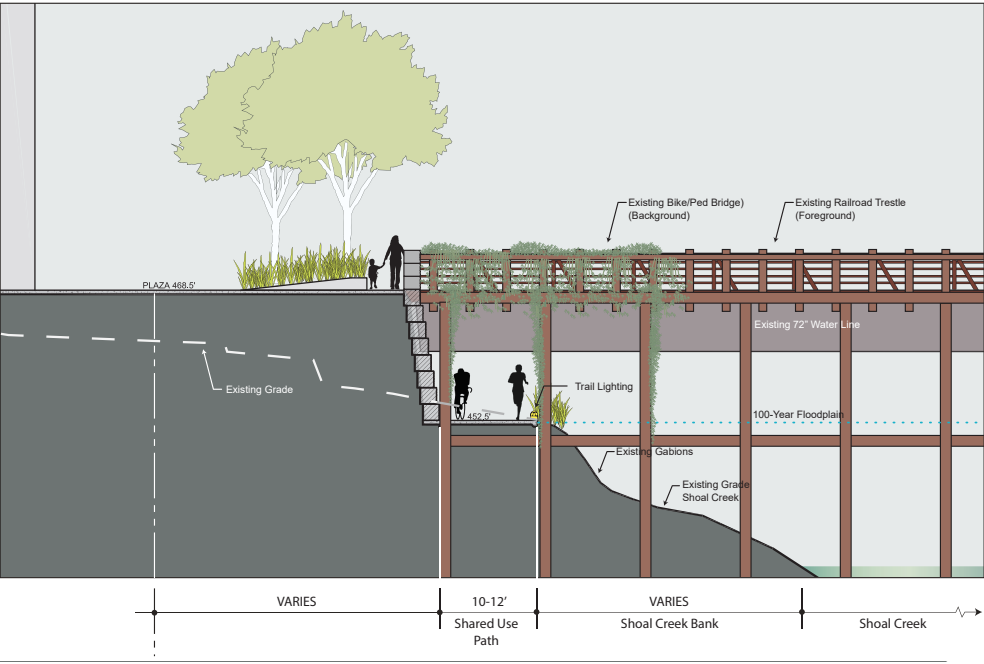 Existing Bike/Ped Bridge)
(Background)
Existing Railroad Trestle
(Foreground)
PLAZA 468.5'
Existing 72" Water Line
Existing Grade
Trail Lighting
452.5'
100-Year Floodplain
Existing Gabions
Existing Grade
Shoal Creek
VARIES
10-12'
Shared Use
Path
VARIES
Shoal Creek Bank
Shoal Creek